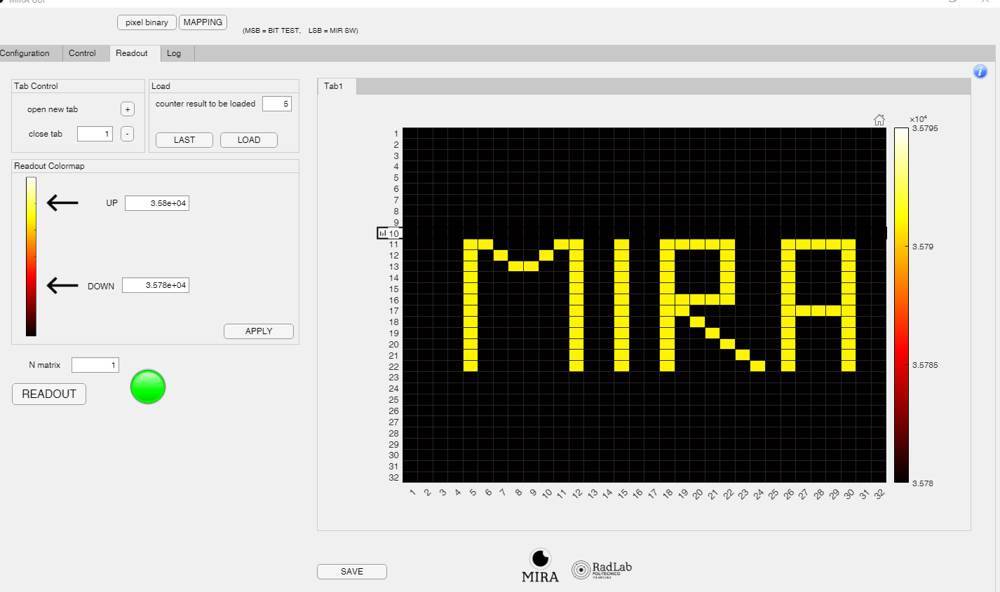 MIRA GUI
pixel binary
MAPPING
(MSB = BIT TEST, LSB = MIR SW)
Configuration
Control
Readout
Log
Tab Control
open new tab
+
close tab
1
-
Load
counter result to be loaded
5
LAST
LOAD
Readout Colormap
UP
3.58e+04
DOWN
3.578e+04
APPLY
N matrix
1
READOUT
i
Tab1
1
2
3
4
5
6
7
8
9
10
11
12
13
14
15
16
17
18
19
20
21
22
23
24
25
26
27
28
29
30
31
32
MIRA
1 2 3 4 5 6 7 8 9 10 11 12 13 14 15 16 17 18 19 20 21 22 23 24 25 26 27 28 29 30 31 32
×10⁴
3.5795
3.579
3.5785
3.578
SAVE
MIRA
RadLab
POLITECNICO